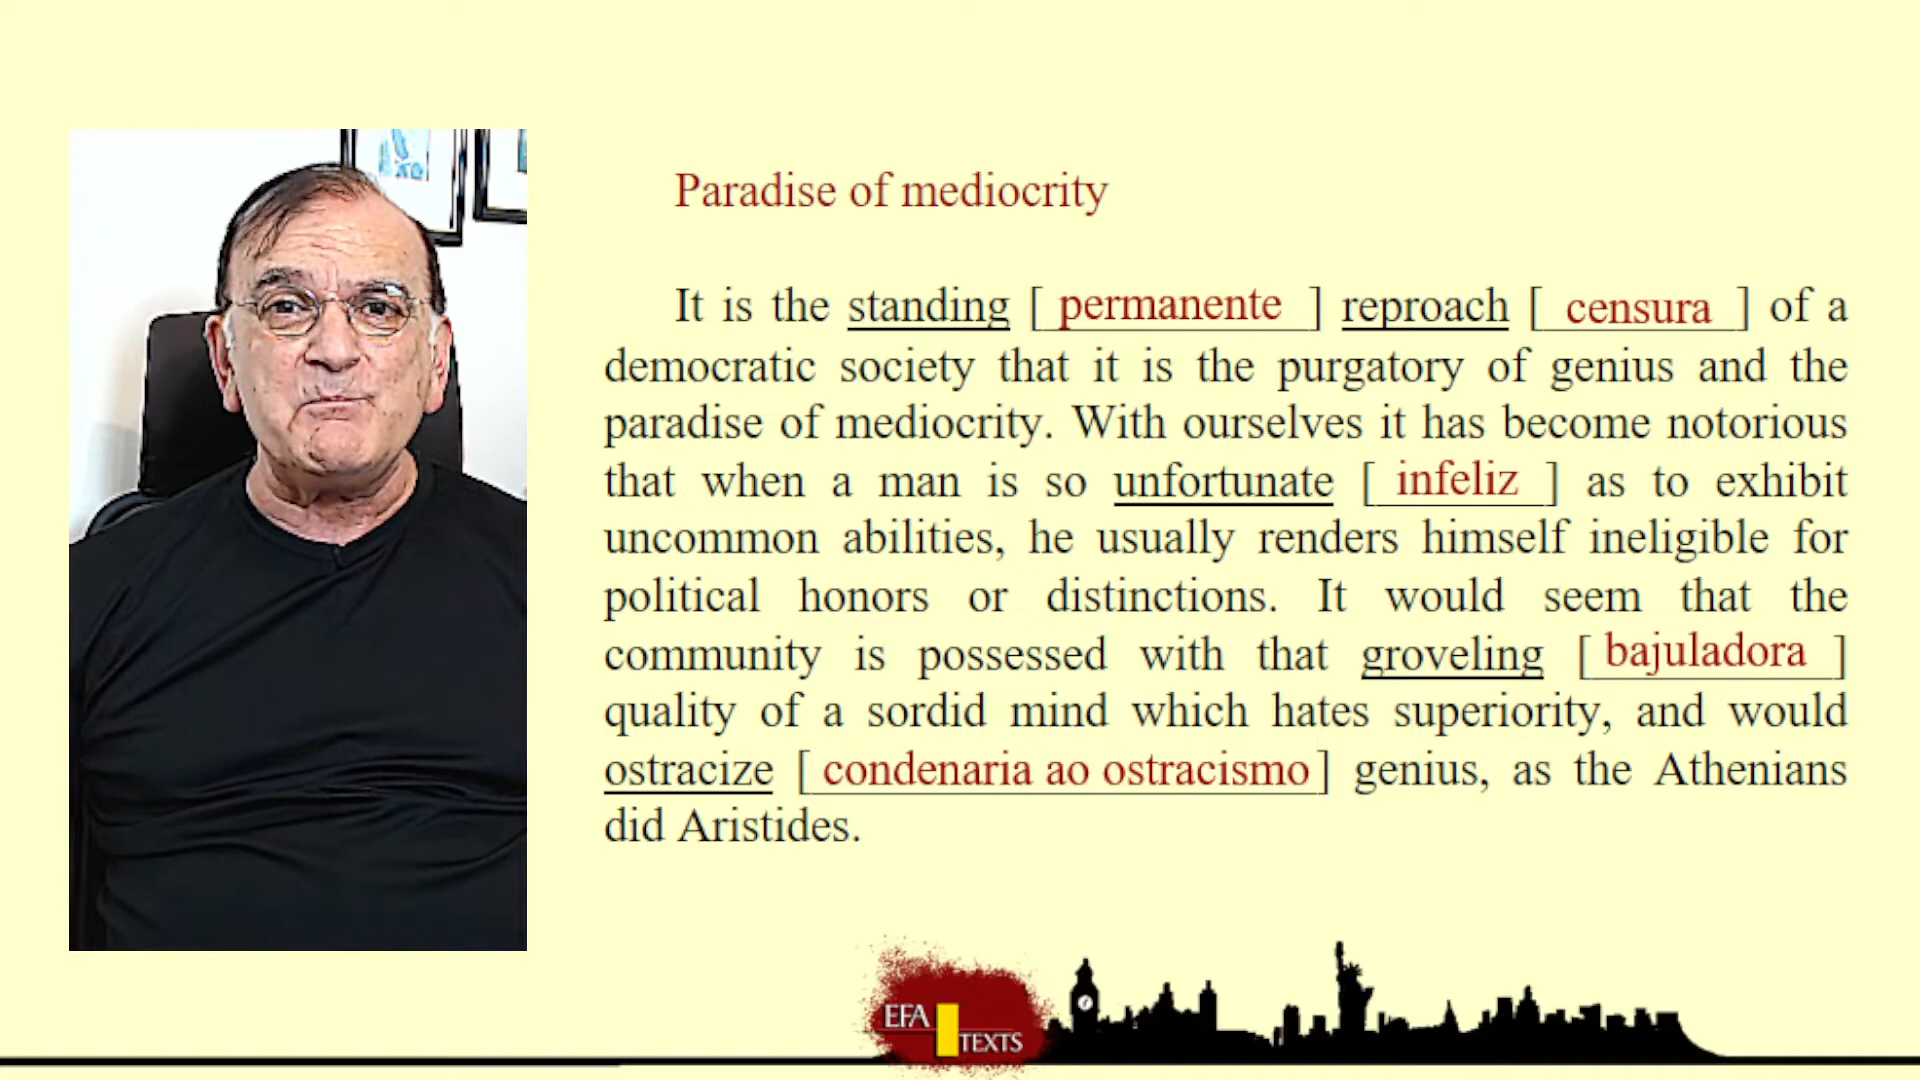 Paradise of mediocrity
It is the standing [ permanente ] reproach [ censura ] of a
democratic society that it is the purgatory of genius and the
paradise of mediocrity. With ourselves it has become notorious
that when a man is so unfortunate [ infeliz ] as to exhibit
uncommon abilities, he usually renders himself ineligible for
political honors or distinctions. It would seem that the
community is possessed with that groveling [ bajuladora ]
quality of a sordid mind which hates superiority, and would
ostracize [ condenaria ao ostracismo ] genius, as the Athenians
did Aristides.
EFA
TEXTS